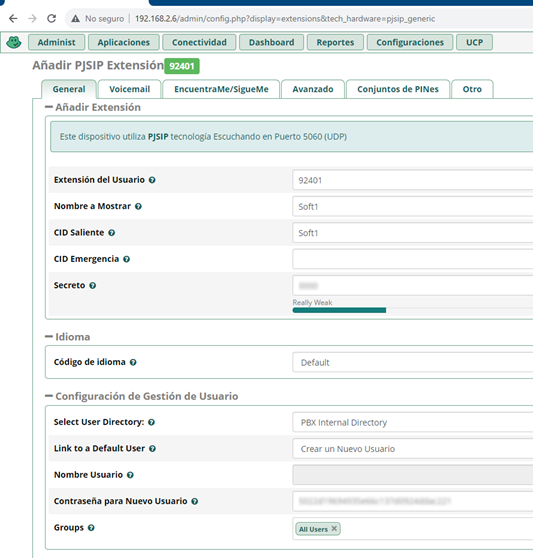 No seguro | 192.168.2.6/admin/config.php?display=extensions&tech_hardware=pjsip_generic
Administ Aplicaciones Conectividad Dashboard Reportes Configuraciones UCP
Añadir PJSIP Extensión 92401
General Voicemail EncuentraMe/SigueMe Avanzado Conjuntos de PINes Otro
Añadir Extensión
Este dispositivo utiliza PJSIP tecnología Escuchando en Puerto 5060 (UDP)
Extensión del Usuario 92401
Nombre a Mostrar Soft1
CID Saliente Soft1
CID Emergencia
Secreto
Really Weak
Idioma
Código de idioma Default
Configuración de Gestión de Usuario
Select User Directory: PBX Internal Directory
Link to a Default User Crear un Nuevo Usuario
Nombre Usuario
Contraseña para Nuevo Usuario
Groups All Users ×